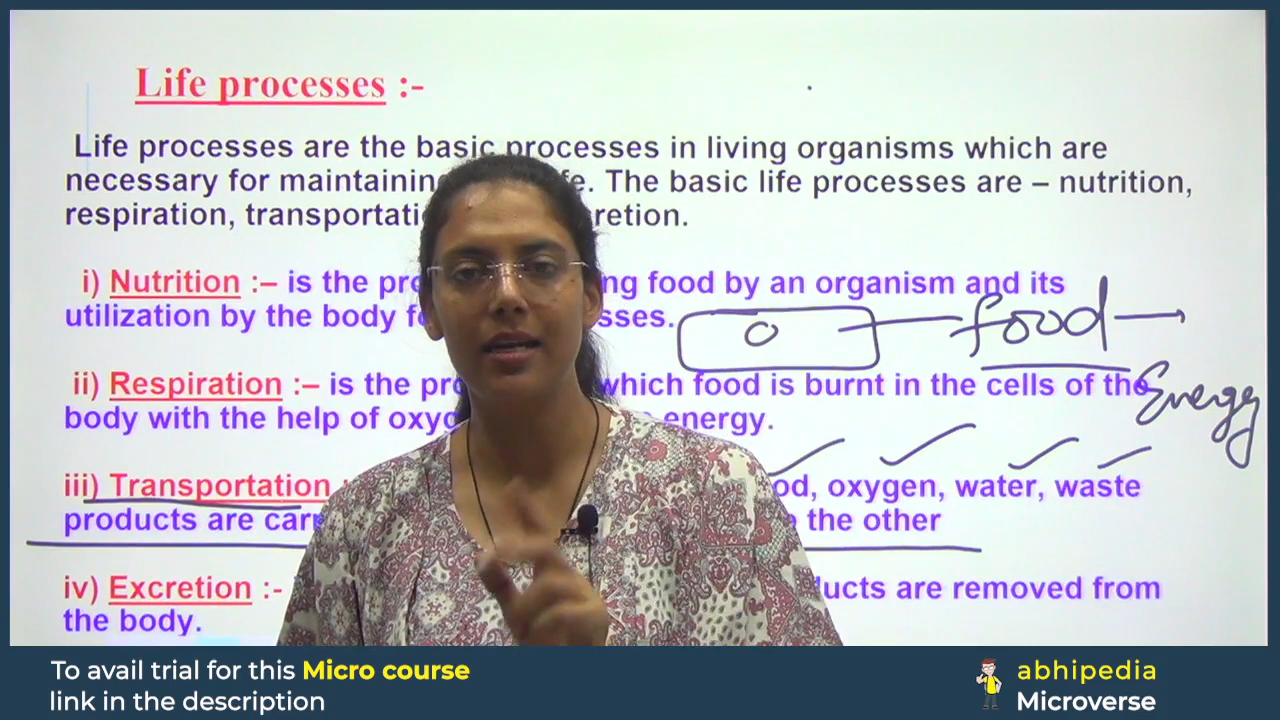 Life processes :-
Life processes are the basic processes in living organisms which are
necessary for maintaining fe. The basic life processes are – nutrition,
respiration, transportati cretion.
i) Nutrition :– is the pro ng food by an organism and its
utilization by the body f sses.
food
ii) Respiration :– is the pro which food is burnt in the cells of the
Energy
body with the help of oxyg energy.
iii) Transportation od, oxygen, water, waste
products are carr the other
iv) Excretion :- ducts are removed from
the body.
To avail trial for this Micro course
link in the description
abhipedia
Microverse